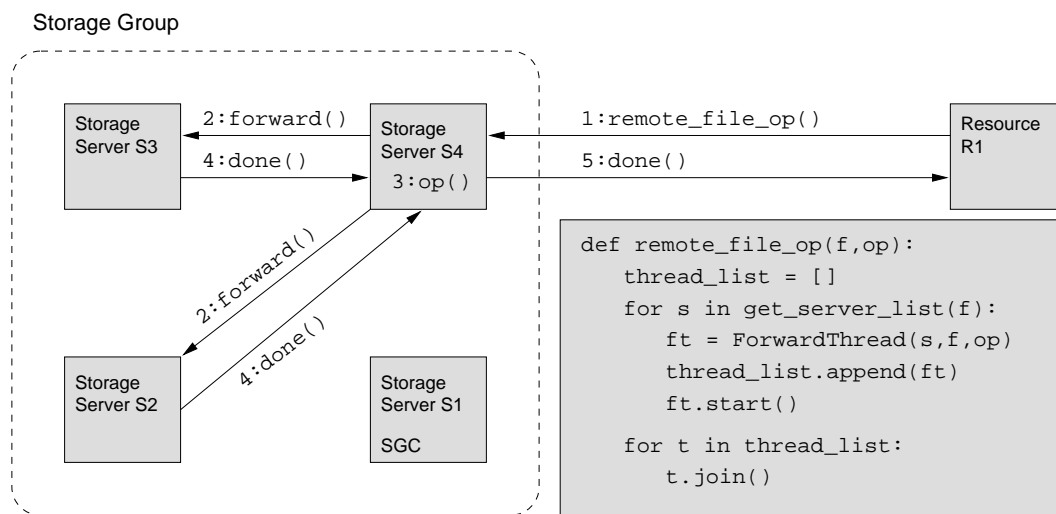 Storage Group
Storage
Server S3
2:forward()
4:done()
Storage
Server S4
3:op()
1:remote_file_op()
5:done()
Resource
R1
2:forward()
4:done()
Storage
Server S2
Storage
Server S1
SGC
def remote_file_op(f,op):
thread_list = []
for s in get_server_list(f):
ft = ForwardThread(s,f,op)
thread_list.append(ft)
ft.start()
for t in thread_list:
t.join()